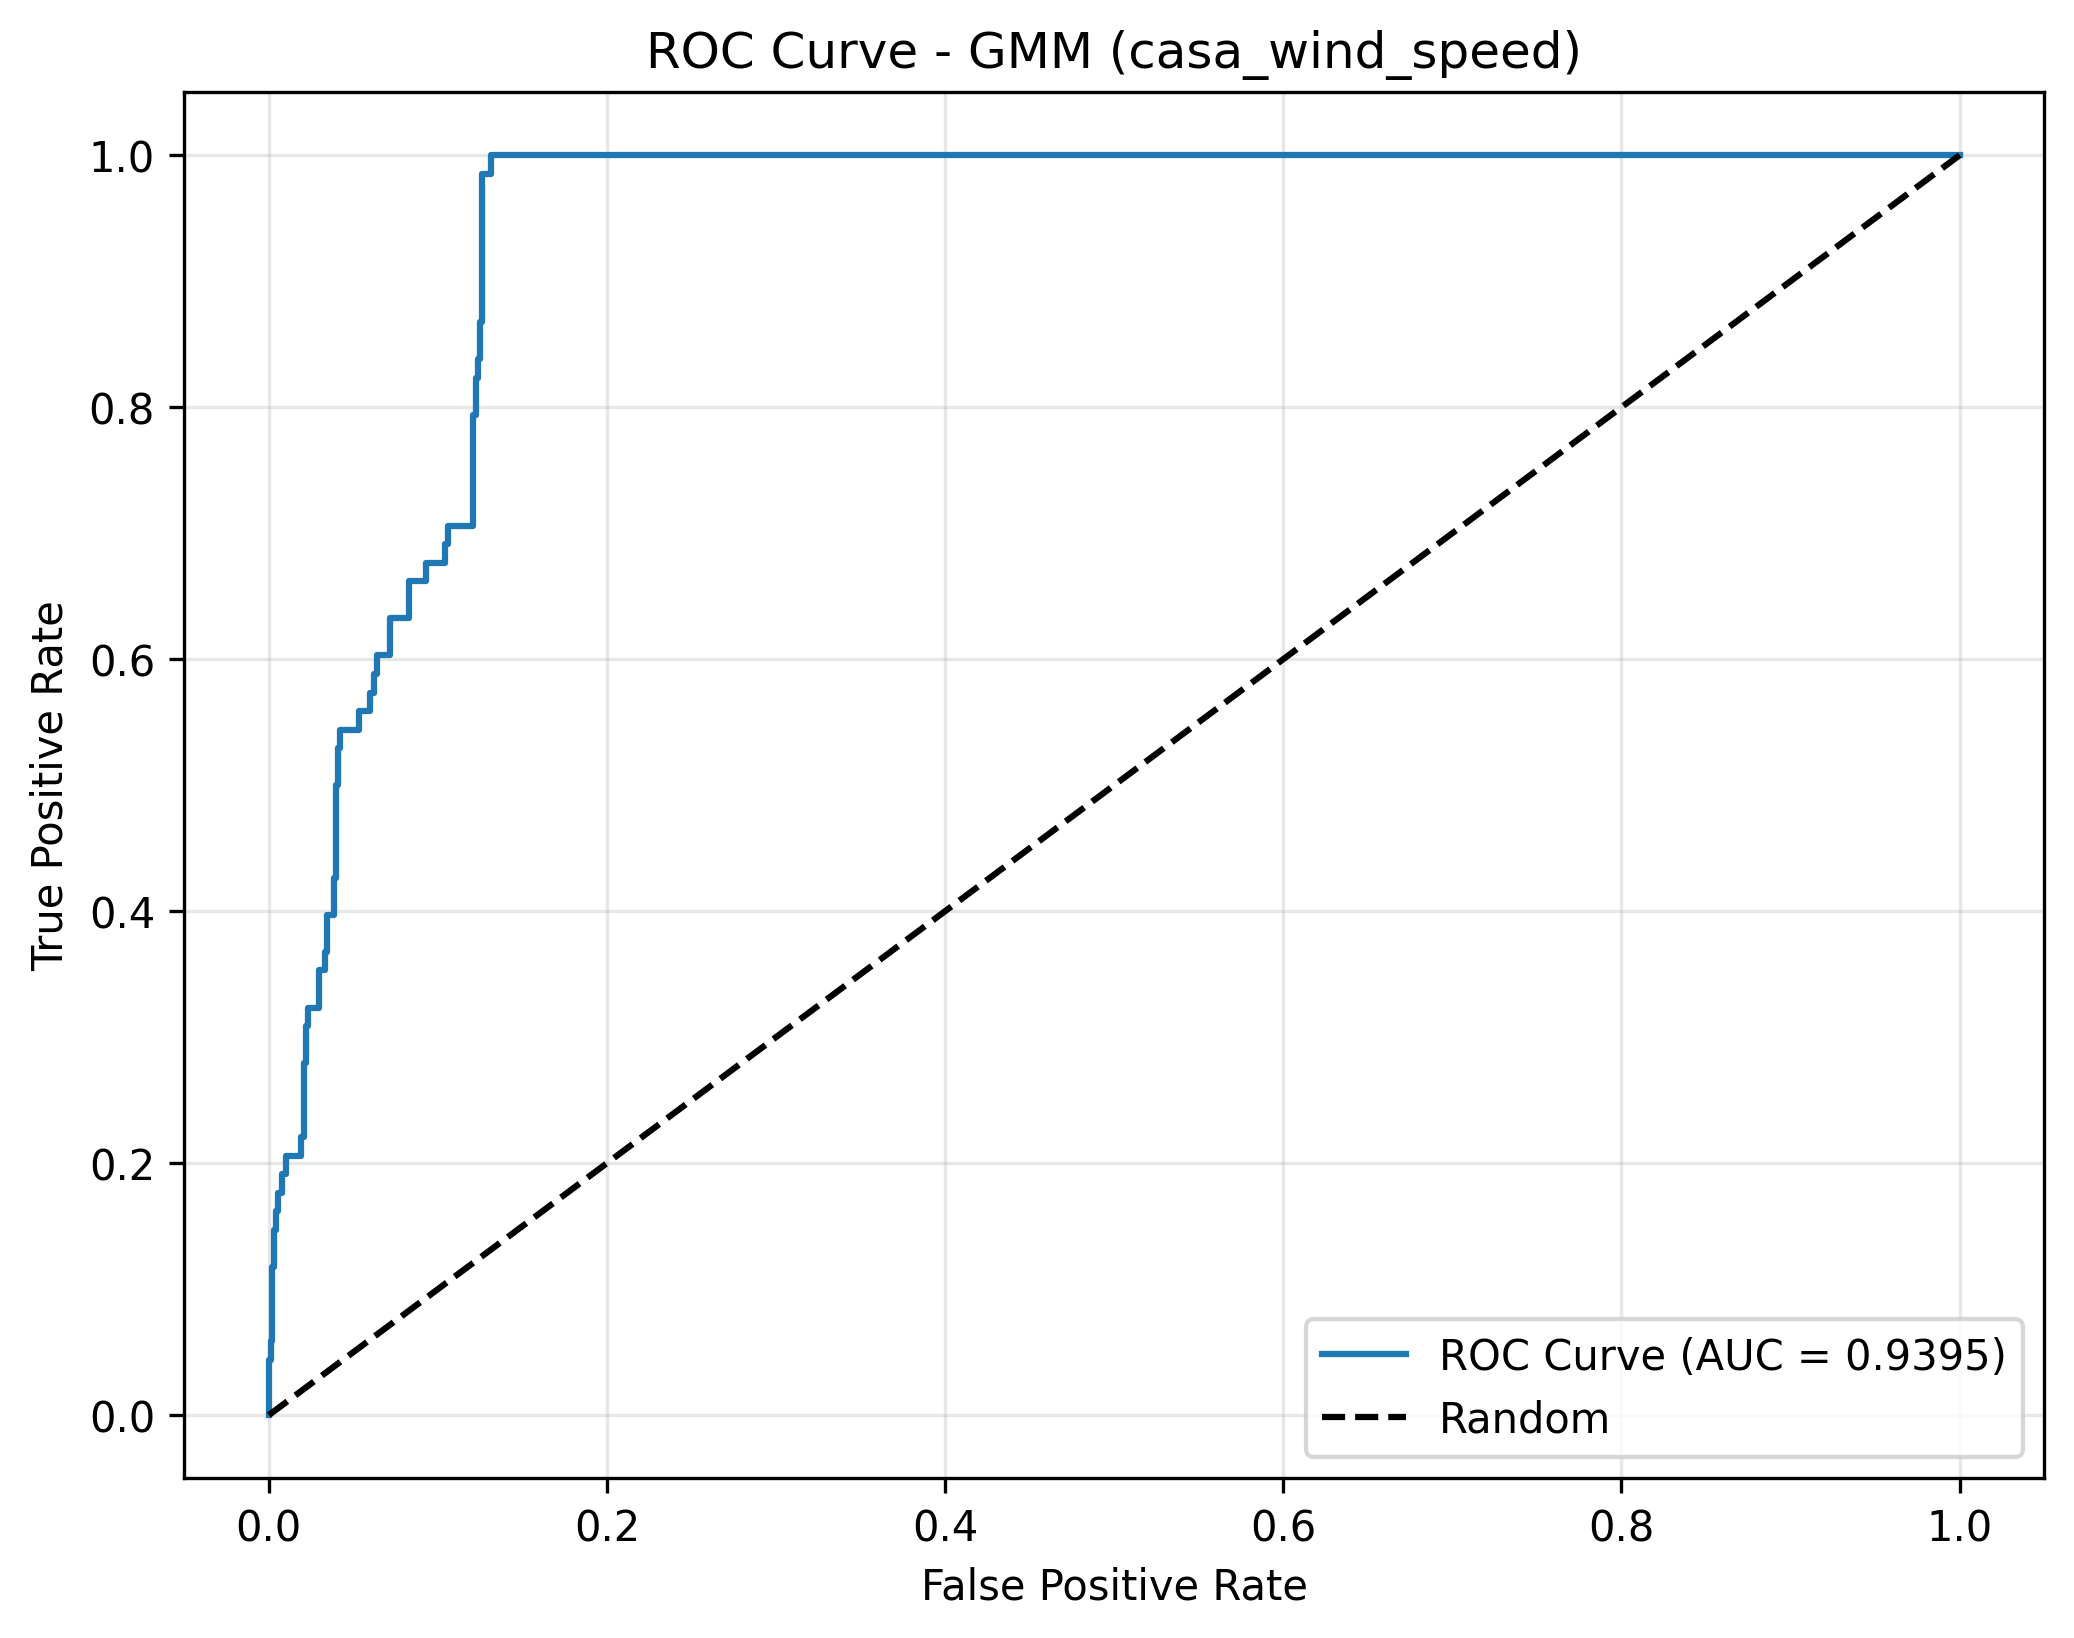 ROC Curve - GMM (casa_wind_speed)
True Positive Rate
1.0
0.8
0.6
0.4
0.2
0.0
0.0 0.2 0.4 0.6 0.8 1.0
False Positive Rate
ROC Curve (AUC = 0.9395)
Random